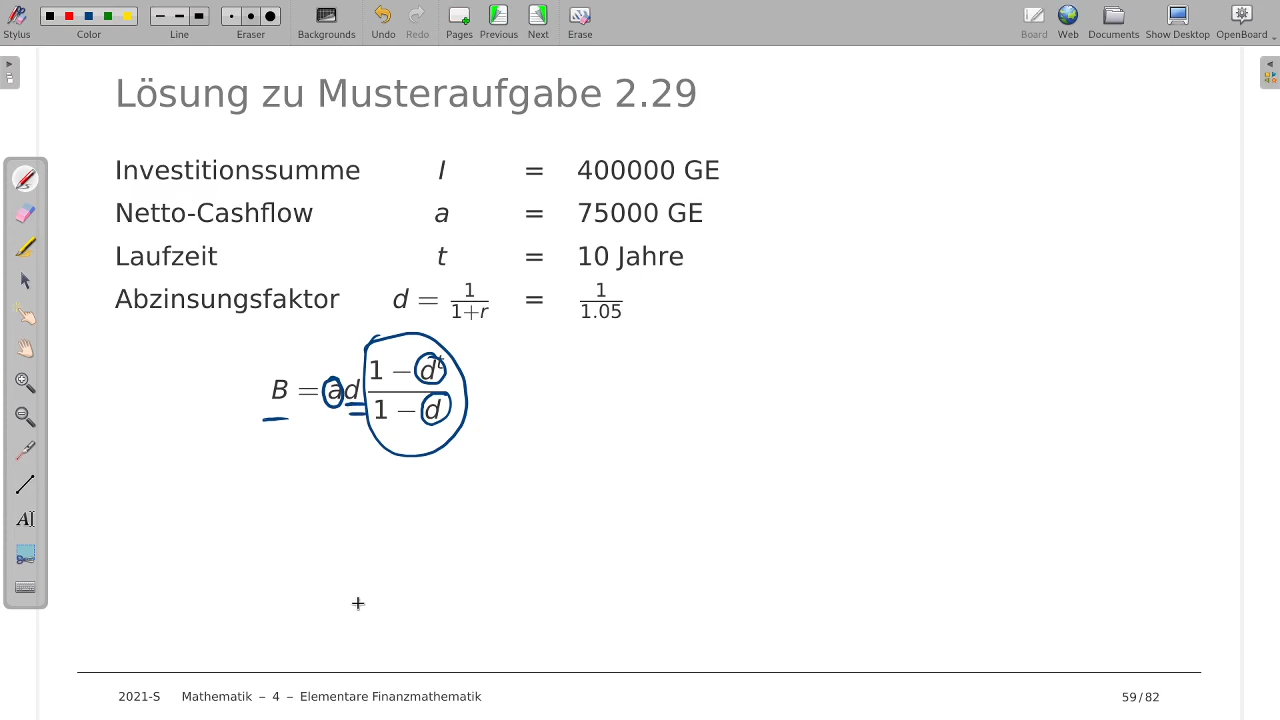 Stylus Color Line Eraser Backgrounds Undo Redo Pages Previous Next Erase Board Web Documents Show Desktop OpenBoard
Lösung zu Musteraufgabe 2.29
Investitionssumme I = 400000 GE
Netto-Cashflow a = 75000 GE
Laufzeit t = 10 Jahre
Abzinsungsfaktor d = 1/(1+r) = 1/1.05
B = ad (1 − d^t)/(1 − d)
2021-S Mathematik – 4 – Elementare Finanzmathematik 59 / 82